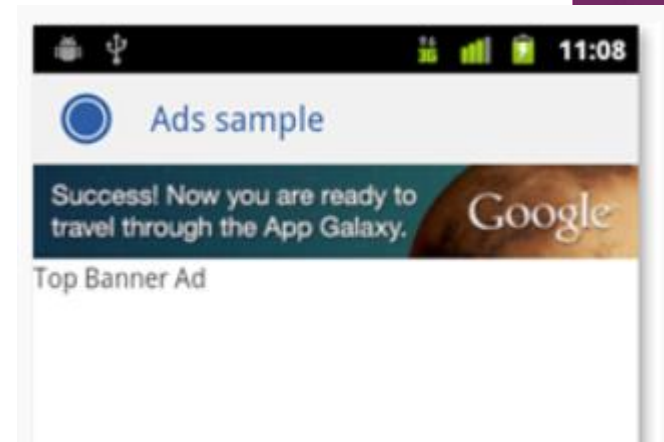 3G 11:08
Ads sample
Success! Now you are ready to
travel through the App Galaxy.
Google
Top Banner Ad